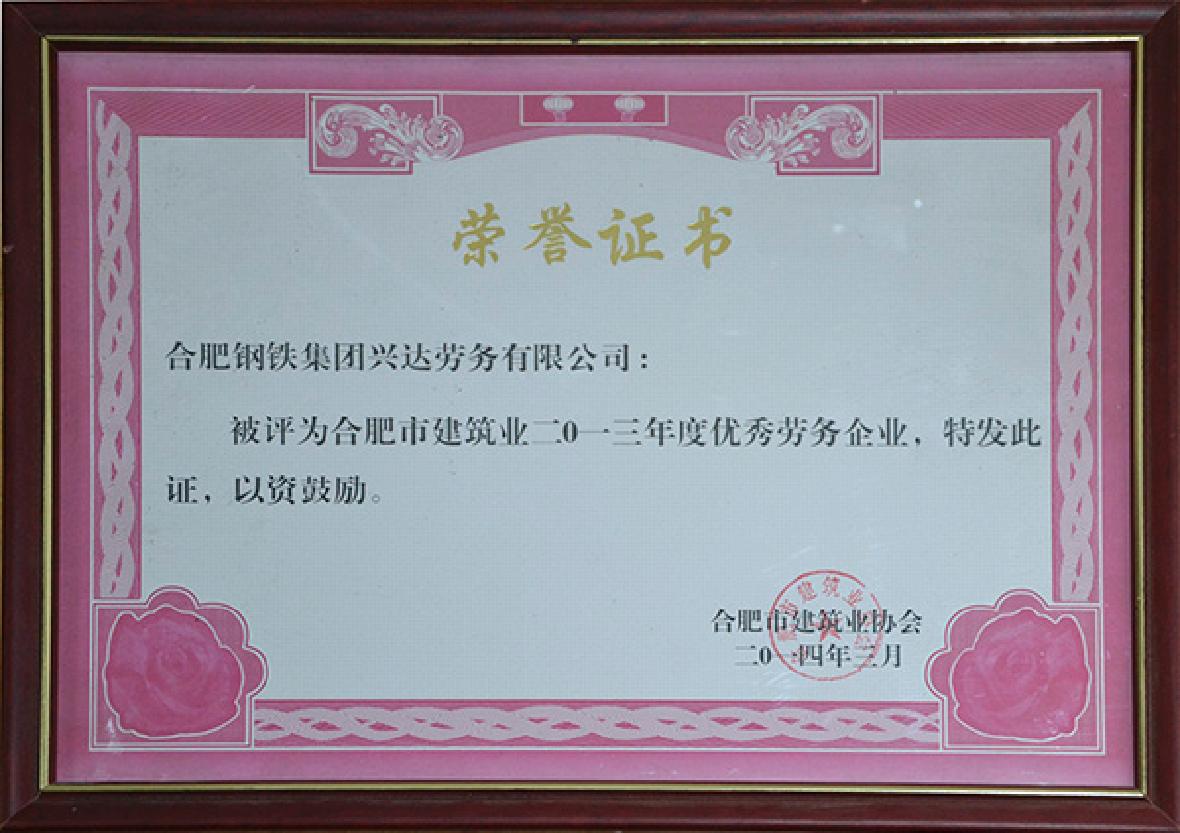 荣誉证书
合肥钢铁集团兴达劳务有限公司：
被评为合肥市建筑业二0一三年度优秀劳务企业，特发此
证，以资鼓励。
合肥市建筑业协会
二0一四年三月